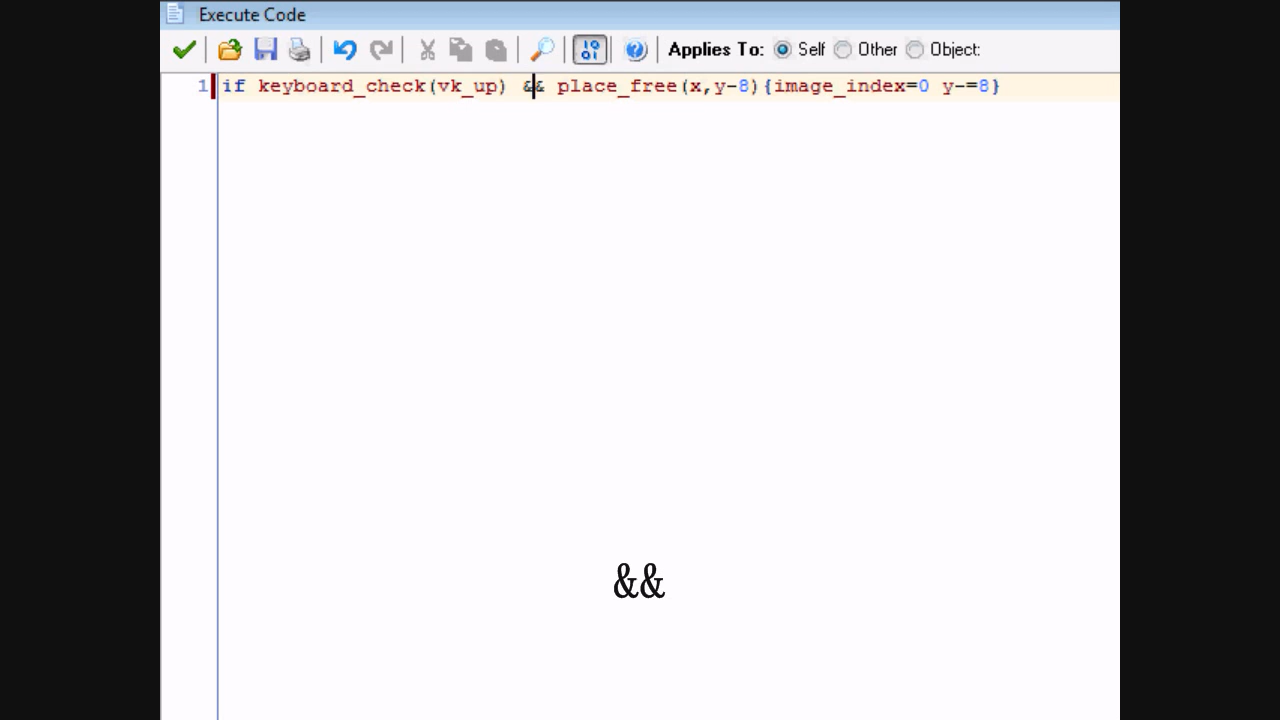 Execute Code
Applies To: Self Other Object:
1 if keyboard_check(vk_up) && place_free(x,y-8){image_index=0 y-=8}
&&